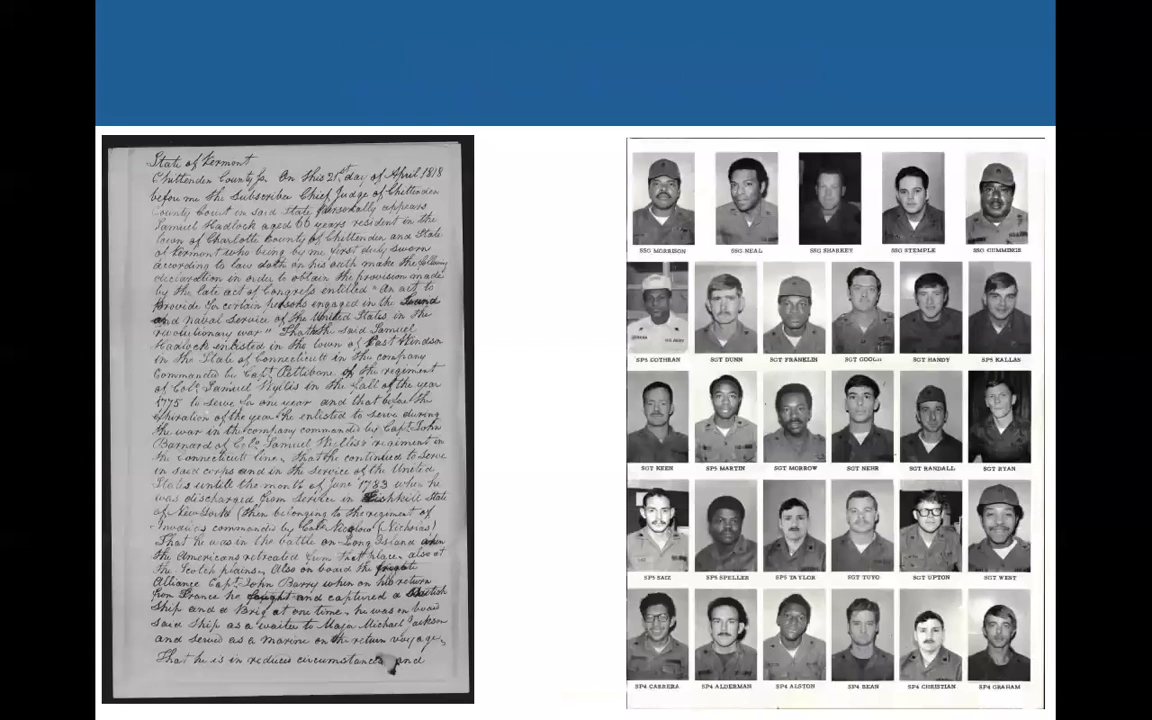 State of Vermont
Chittenden County ss. On this 21st day of April 1818
before me the Subscriber Chief Judge of Chittenden
County Court in said State personally appears
Samuel Hadlock aged 60 years resident in the
town of Charlotte County of Chittenden and State
of Vermont who being by me first duly sworn
according to law doth on his oath make the following
declaration in order to obtain the provision made
by the late act of Congress entitled "An act to
provide for certain persons engaged in the
and naval service of the United States in the
revolutionary war" That the said Samuel
Hadlock enlisted in the town of East Windsor
in the State of Connecticut in the company
Commanded by Capt. Pettibone of the regiment
of Col. Samuel Wyllis in the fall of the year
1775 to serve for one year and that before the
expiration of the year he enlisted to serve during
the war in the company commanded by Capt. John
Barnard of Col. Samuel Wyllis' regiment in
the Connecticut line, that he continued to serve
in said corps and in the service of the United
States untill the month of June 1783 when he
was discharged from service in Fishkill State
of New York (then belonging to the regiment of
Invalids commanded by Coln. (Nicholas)
That he was in the battle on Long Island when
the Americans retreated from that place, also at
the Scotch plains, Also on board the frigate
Alliance Capt. John Barry when on his return
from France he fought and captured a British
Ship and a Brig at one time. he was on board
said Ship as a waiter to Major Michael Jackson
and served as a marine on the return voyage,
That he is in reduced circumstances and
SSG MORRISON SSG NEAL SSG SHARKEY SSG STEMPLE SSG CUMMINGS
SP5 COTHRAN SGT DUNN SGT FRANKLIN SGT GOOCH SGT HANDY SP5 KALLAS
SGT KEEN SP5 MARTIN SGT MORROW SGT NEHR SGT RANDALL SGT RYAN
SP5 SAIZ SP5 SPELLER SP5 TAYLOR SGT TOYO SGT UPTON SGT WEST
SP4 CABRERA SP4 ALDERMAN SP4 ALSTON SP4 BEAN SP4 CHRISTIAN SP4 GRAHAM